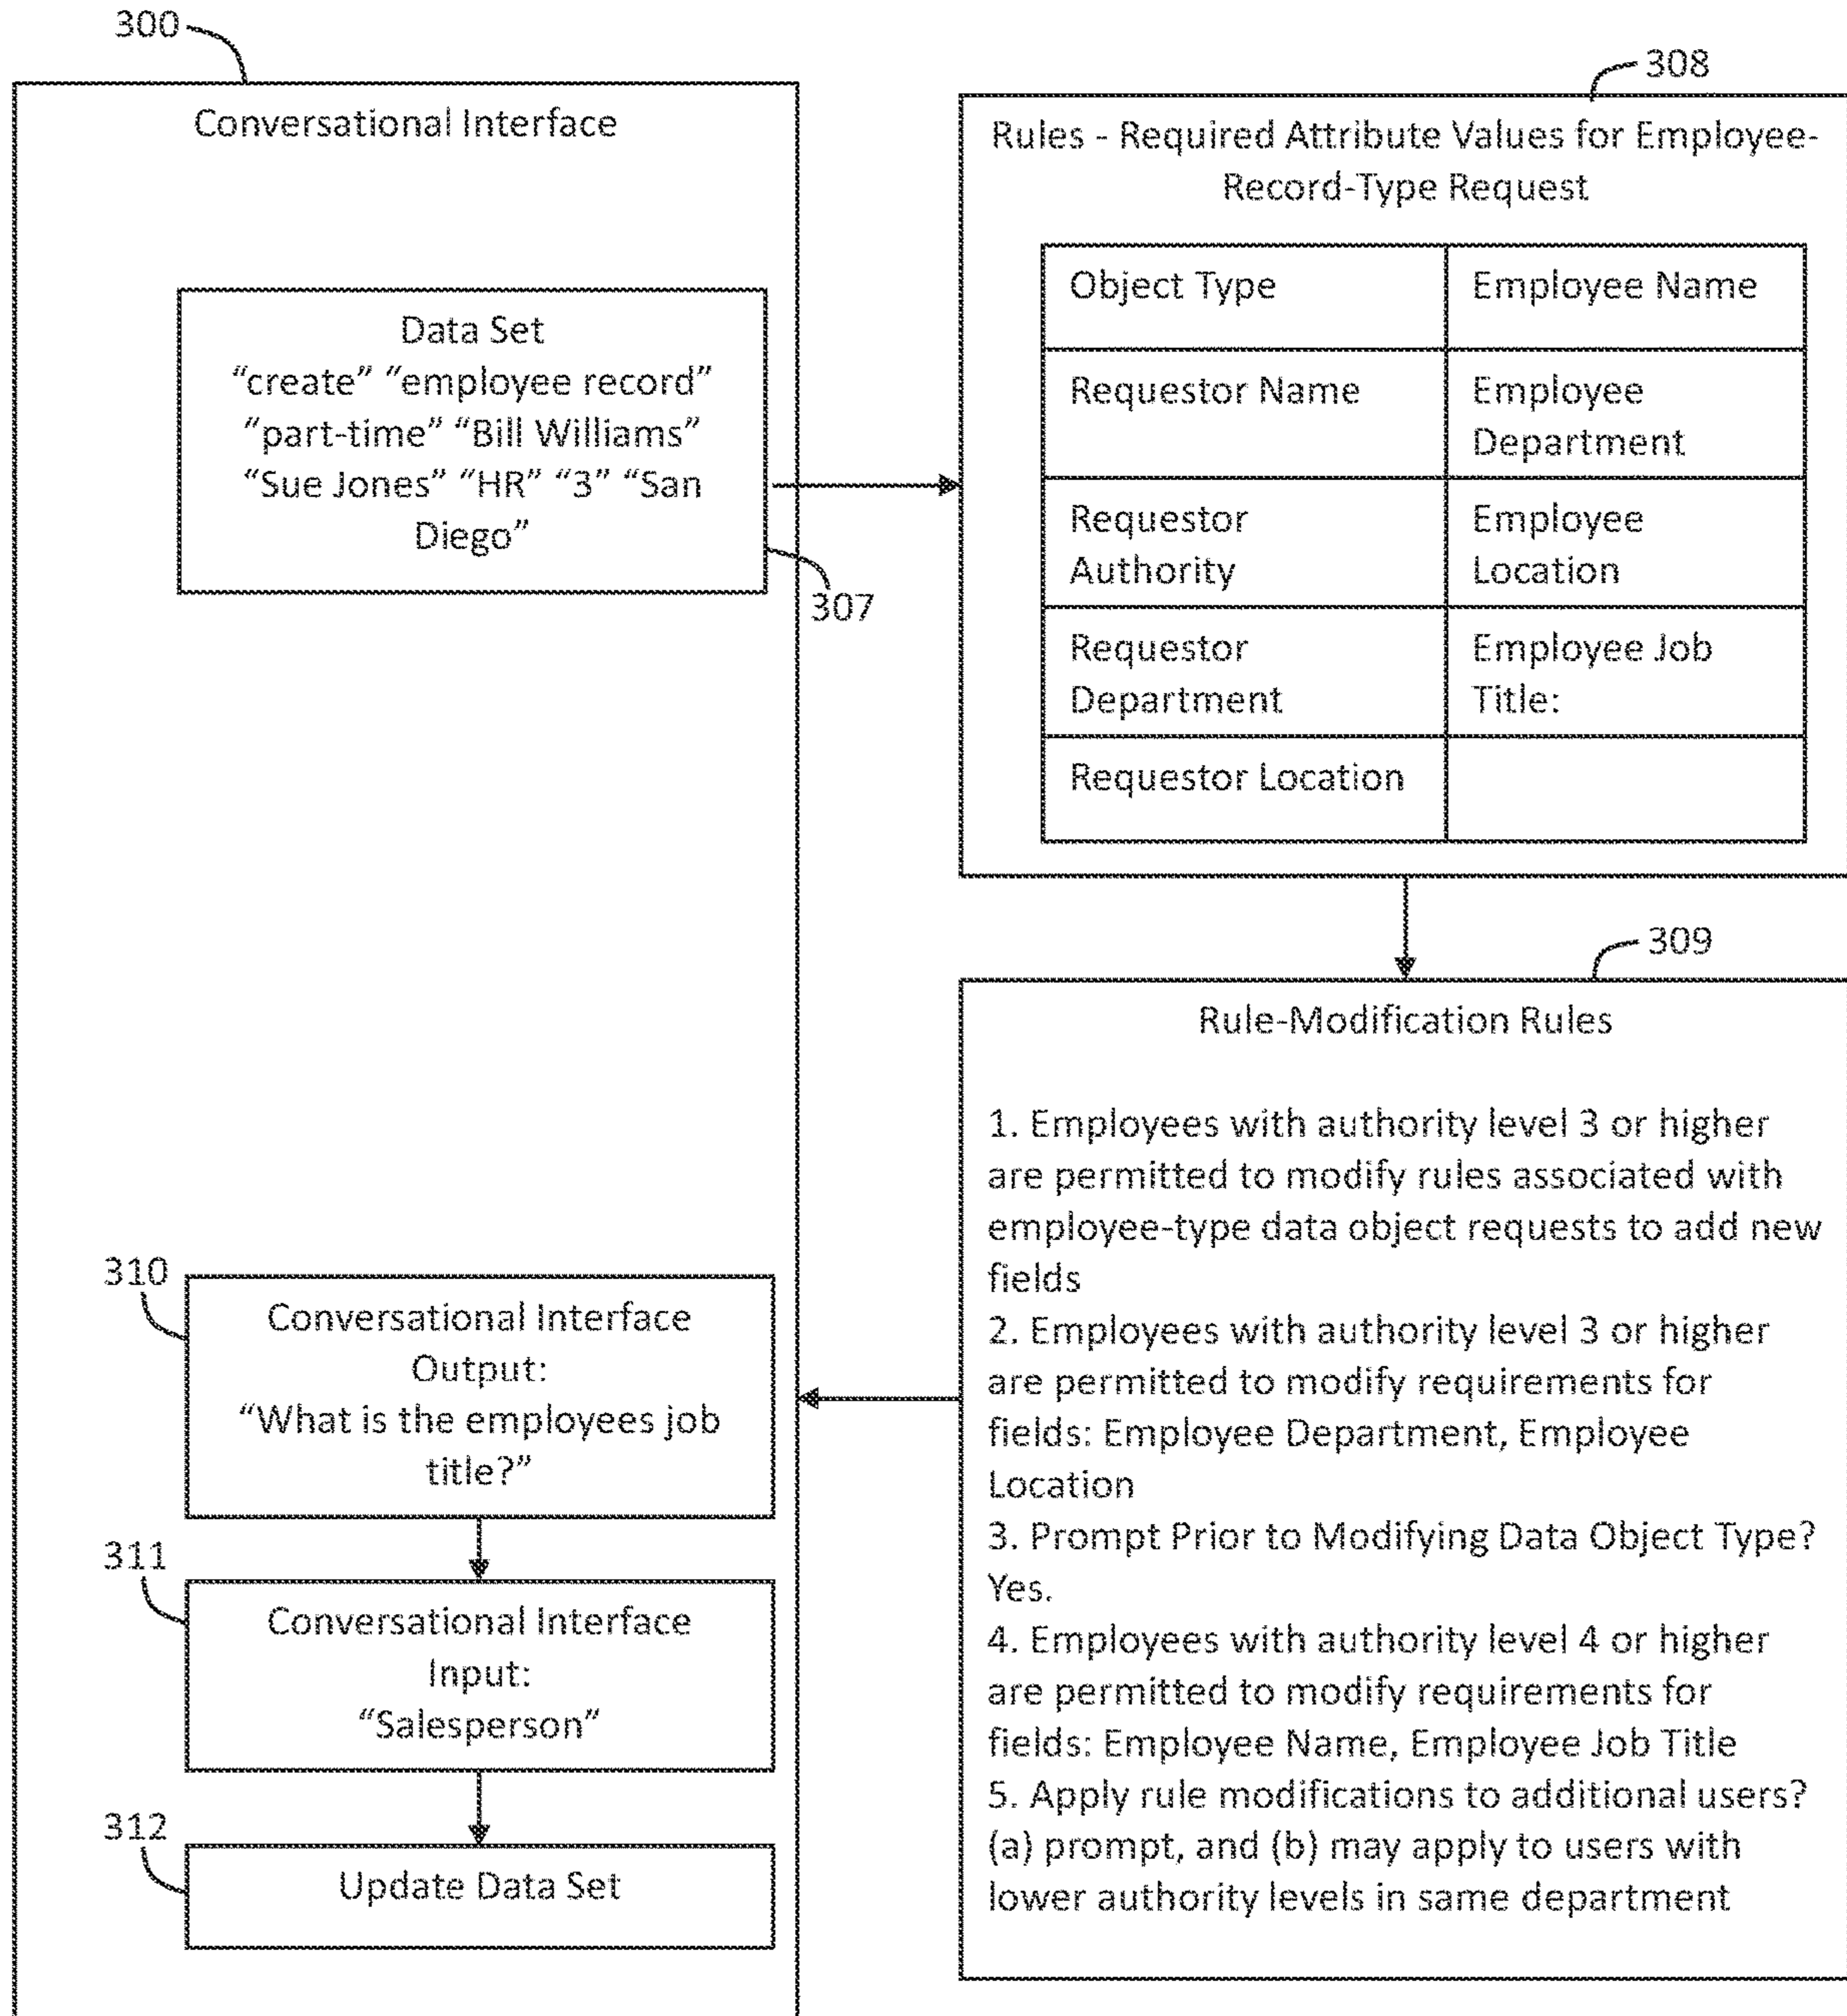 300
Conversational Interface
Data Set
“create” “employee record”
“part-time” “Bill Williams”
“Sue Jones” “HR” “3” “San
Diego”
307
308
Rules - Required Attribute Values for Employee-
Record-Type Request
Object Type
Employee Name
Requestor Name
Employee
Department
Requestor
Authority
Employee
Location
Requestor
Department
Employee Job
Title:
Requestor Location
309
Rule-Modification Rules
1. Employees with authority level 3 or higher
are permitted to modify rules associated with
employee-type data object requests to add new
fields
2. Employees with authority level 3 or higher
are permitted to modify requirements for
fields: Employee Department, Employee
Location
3. Prompt Prior to Modifying Data Object Type?
Yes.
4. Employees with authority level 4 or higher
are permitted to modify requirements for
fields: Employee Name, Employee Job Title
5. Apply rule modifications to additional users?
(a) prompt, and (b) may apply to users with
lower authority levels in same department
310
Conversational Interface
Output:
“What is the employees job
title?”
311
Conversational Interface
Input:
“Salesperson”
312
Update Data Set